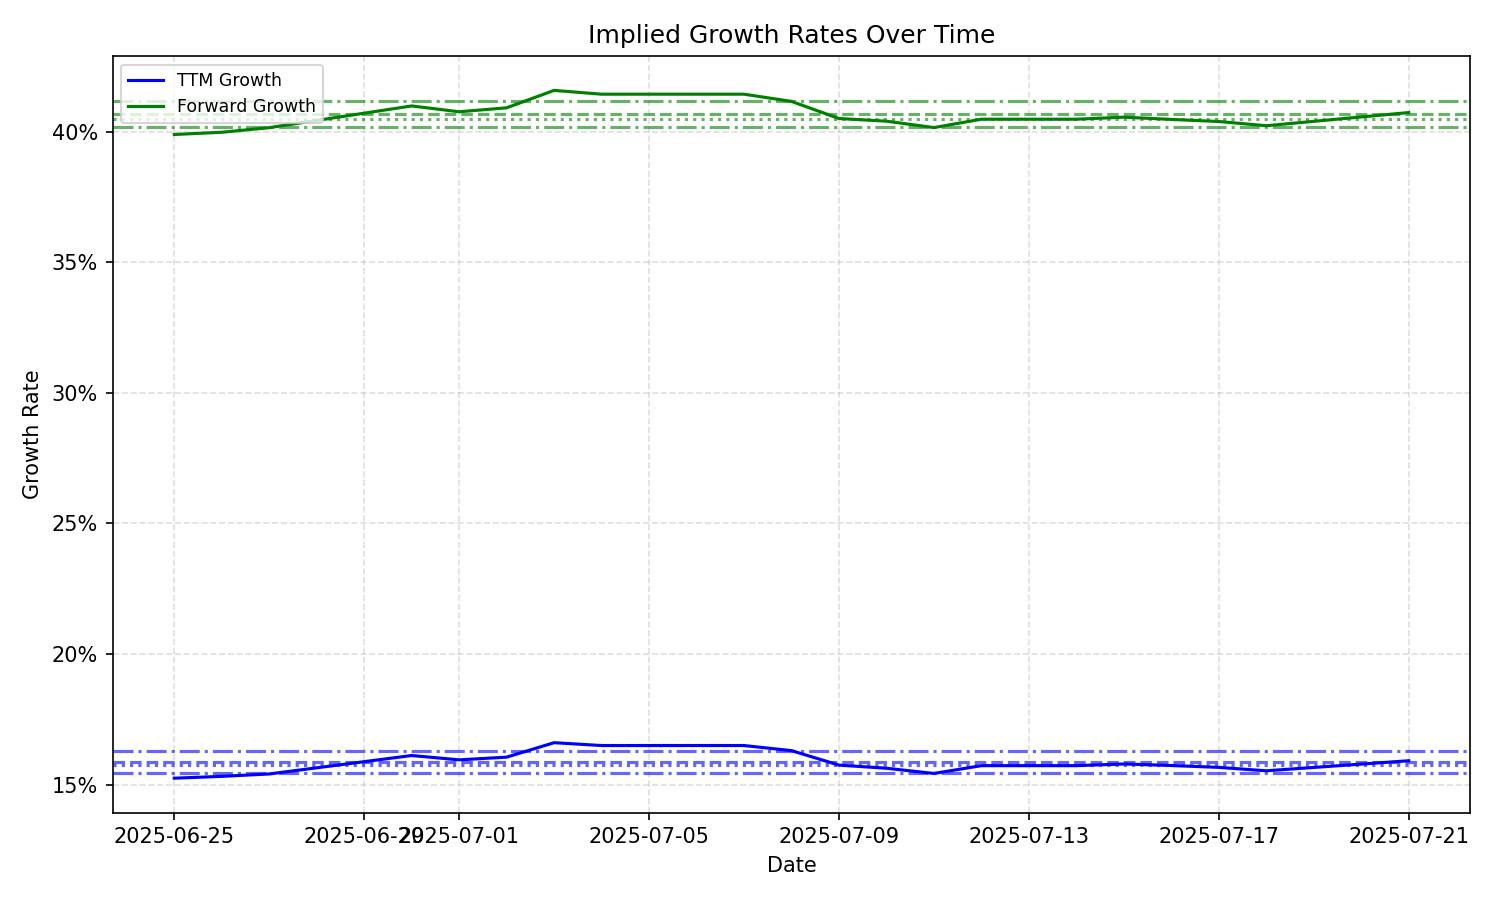 Implied Growth Rates Over Time
TTM Growth
Forward Growth
40%
35%
30%
25%
20%
15%
Growth Rate
2025-06-25
2025-06-29
2025-07-01
2025-07-05
2025-07-09
2025-07-13
2025-07-17
2025-07-21
Date